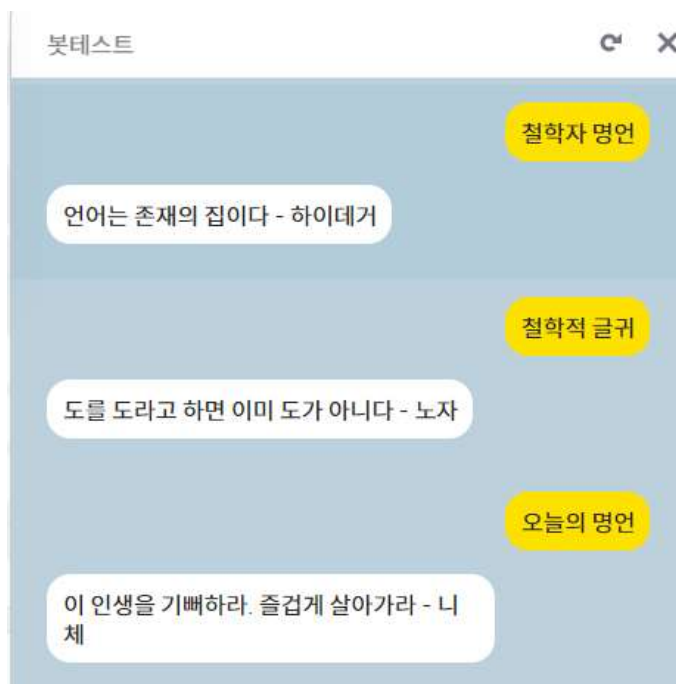 봇테스트
철학자 명언
언어는 존재의 집이다 - 하이데거
철학적 글귀
도를 도라고 하면 이미 도가 아니다 - 노자
오늘의 명언
이 인생을 기뻐하라. 즐겁게 살아가라 - 니
체